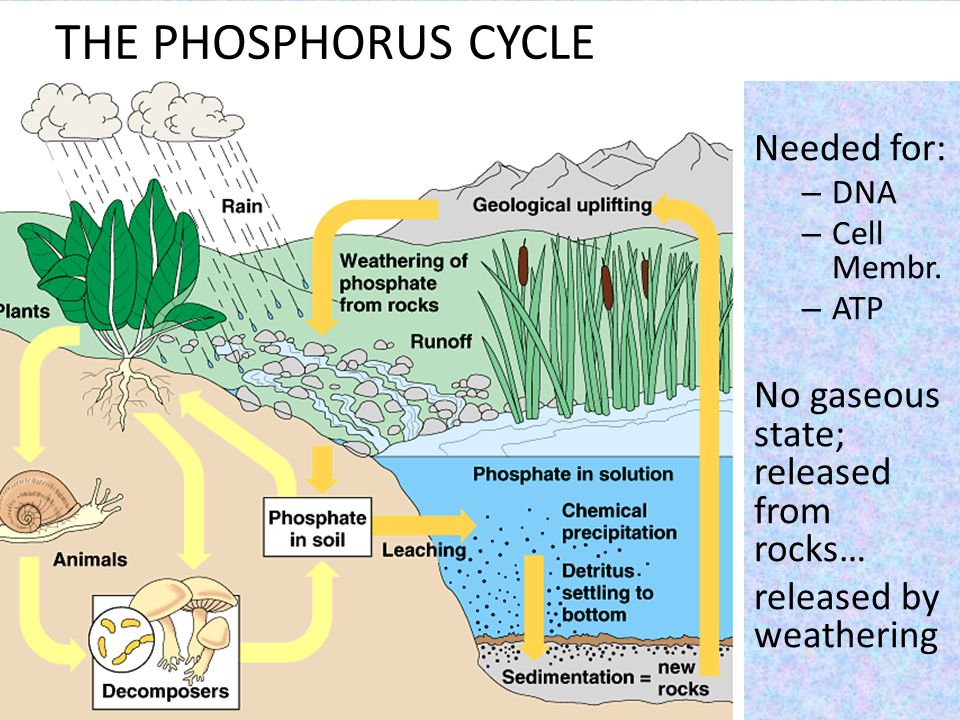 THE PHOSPHORUS CYCLE
Rain
Geological uplifting
Weathering of
phosphate
from rocks
Plants
Runoff
Phosphate in solution
Chemical
precipitation
Phosphate
in soil
Leaching
Detritus
settling to
bottom
Animals
Decomposers
Sedimentation = new
rocks
Needed for:
– DNA
– Cell
Membr.
– ATP
No gaseous
state;
released
from
rocks...
released by
weathering